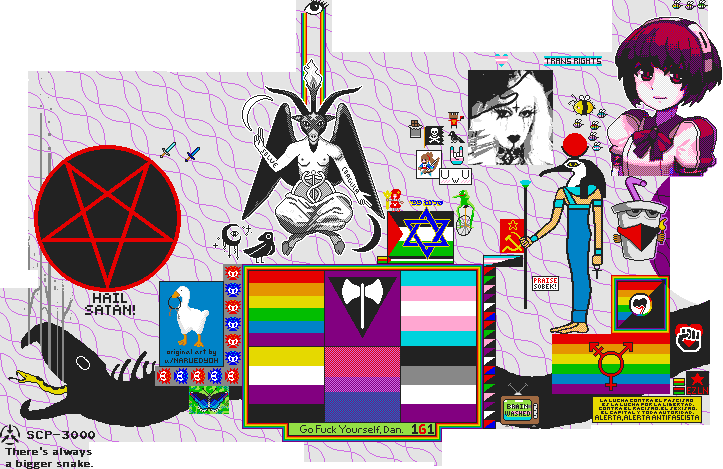 TRANS RIGHTS
SOLVE
COAGULA
HAIL
SATAN!
PRAISE
SOBEK!
original art by
u/NARUEDYOH
BRAIN-
WASHED
EZLN
LA LUCHA CONTRA EL FASCISMO
ES LA LUCHA POR LA LIBERTAD.
CONTRA EL RACISMO, EL SEXISMO,
EL CAPITAL Y TODA AUTORIDAD.
ALERTA, ALERTA ANTIFASCISTA
Go Fuck Yourself, Dan. 161
SCP-3000
There's always
a bigger snake.